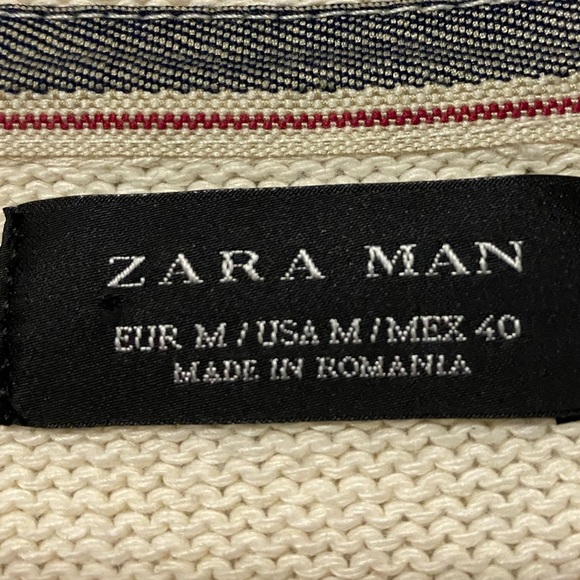 ZARA MAN
EUR M / USA M / MEX 40
MADE IN ROMANIA